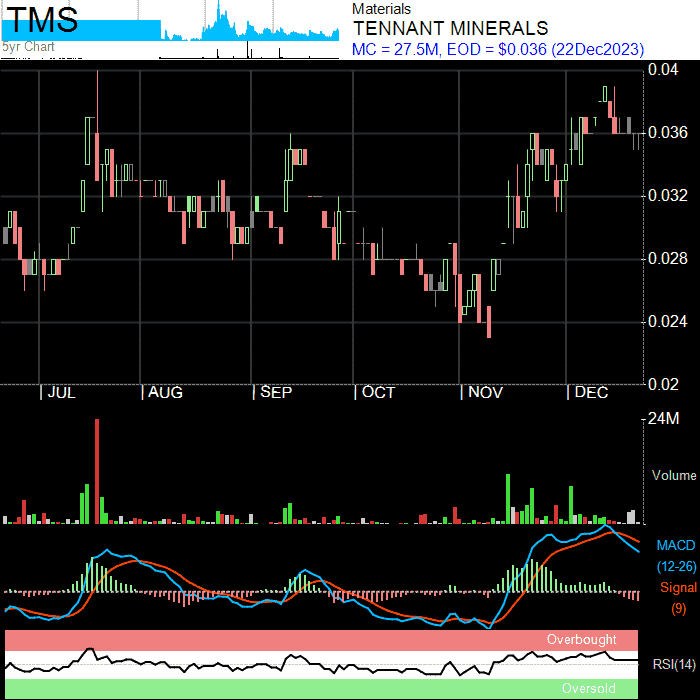 TMS
5yr Chart
Materials
TENNANT MINERALS
MC = 27.5M, EOD = $0.036 (22Dec2023)
0.04
0.036
0.032
0.028
0.024
0.02
JUL AUG SEP OCT NOV DEC
24M
Volume
MACD
(12-26)
Signal
(9)
Overbought
RSI(14)
Oversold